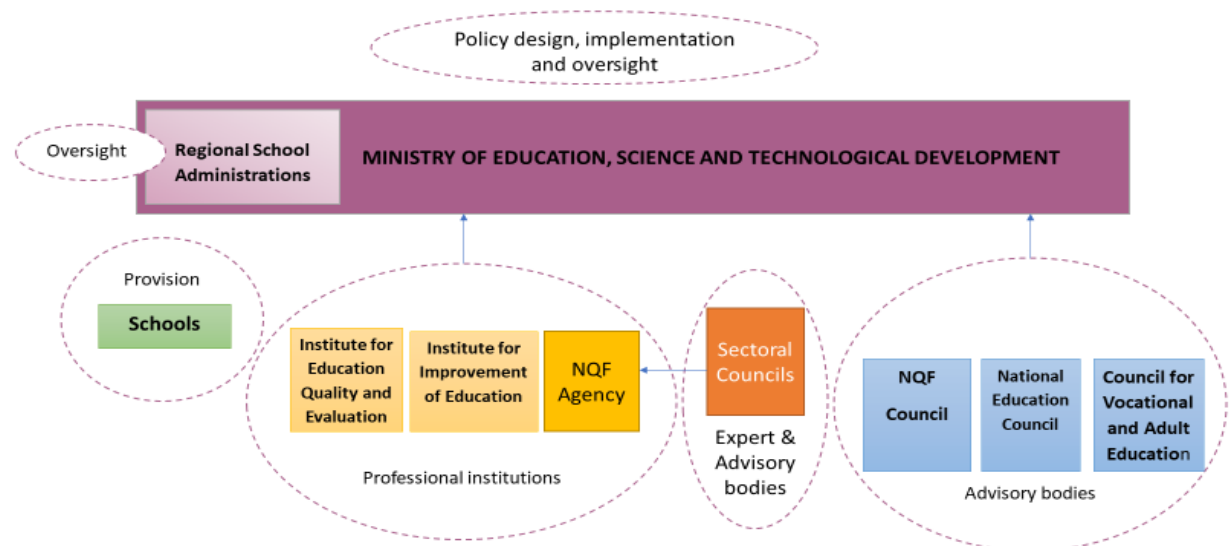 Policy design, implementation
and oversight
Oversight
Regional School
Administrations
MINISTRY OF EDUCATION, SCIENCE AND TECHNOLOGICAL DEVELOPMENT
Provision
Schools
Institute for
Education
Quality and
Evaluation
Institute for
Improvement
of Education
NQF
Agency
Professional institutions
Sectoral
Councils
Expert &
Advisory
bodies
NQF
Council
National
Education
Council
Council for
Vocational
and Adult
Education
Advisory bodies